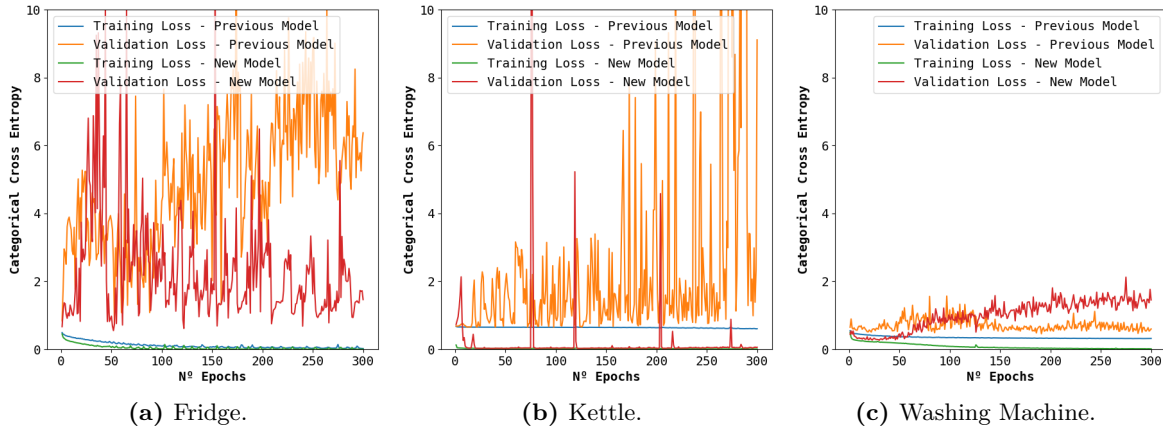 Categorical Cross Entropy
10
8
6
4
2
0
Training Loss - Previous Model
Validation Loss - Previous Model
Training Loss - New Model
Validation Loss - New Model
0 50 100 150 200 250 300
Nº Epochs
(a) Fridge.
Categorical Cross Entropy
10
8
6
4
2
0
Training Loss - Previous Model
Validation Loss - Previous Model
Training Loss - New Model
Validation Loss - New Model
0 50 100 150 200 250 300
Nº Epochs
(b) Kettle.
Categorical Cross Entropy
10
8
6
4
2
0
Training Loss - Previous Model
Validation Loss - Previous Model
Training Loss - New Model
Validation Loss - New Model
0 50 100 150 200 250 300
Nº Epochs
(c) Washing Machine.